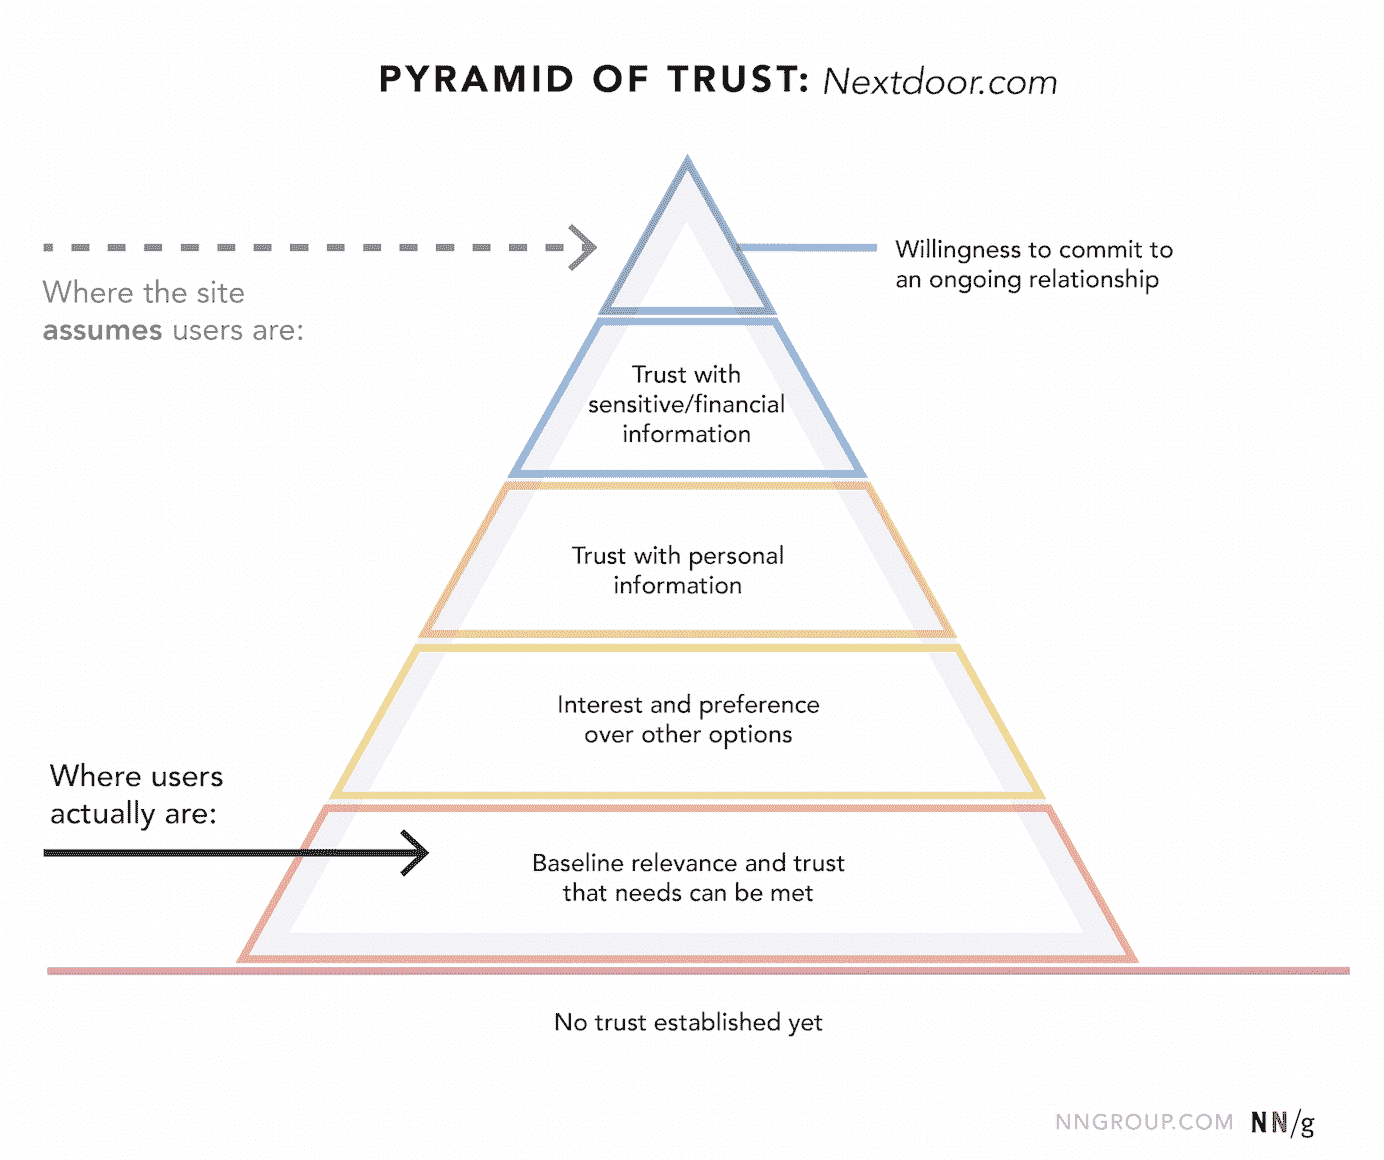 PYRAMID OF TRUST: Nextdoor.com
Where the site
assumes users are:
Willingness to commit to
an ongoing relationship
Trust with
sensitive/financial
information
Trust with personal
information
Interest and preference
over other options
Where users
actually are:
Baseline relevance and trust
that needs can be met
No trust established yet
NNGROUP.COM NN/g